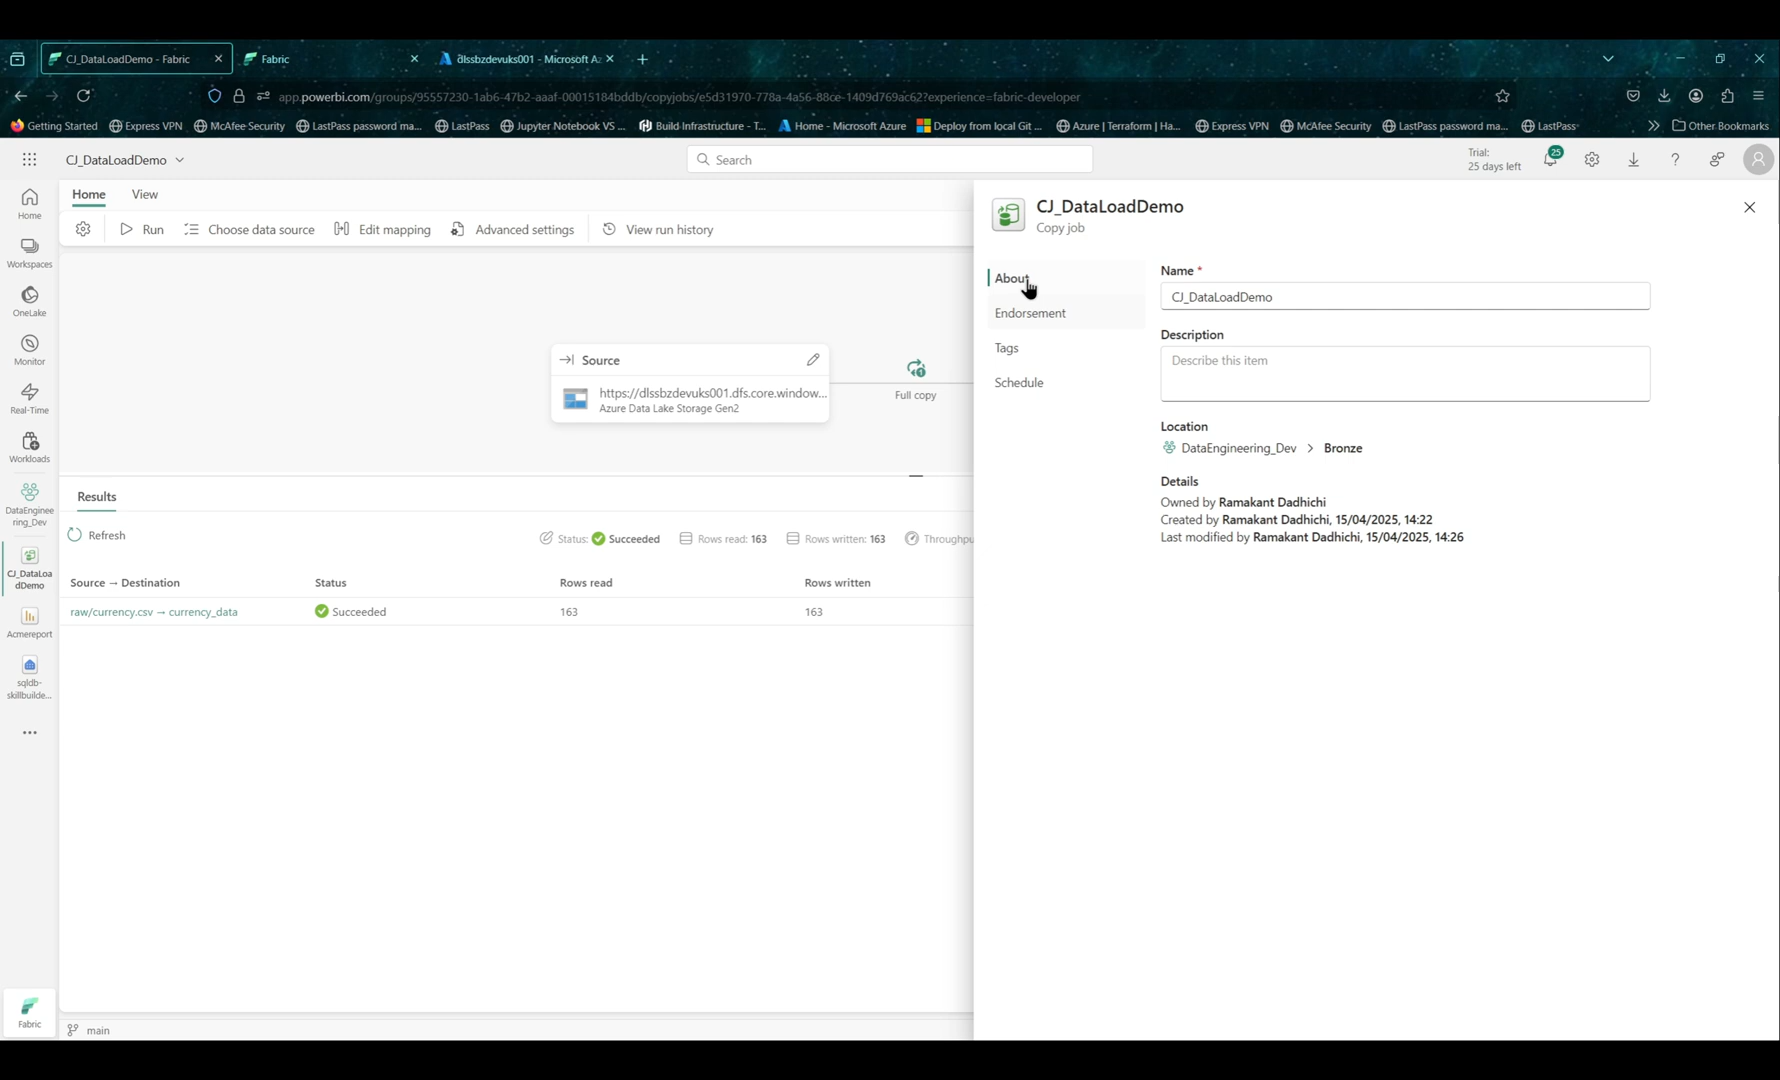 CJ_DataLoadDemo - Fabric
Fabric
dlssbzdevuks001 - Microsoft Az
app.powerbi.com/groups/95557230-1ab6-47b2-aaaf-00015184bddb/copyjobs/e5d31970-778a-4a56-88ce-1409d769ac62?experience=fabric-developer
Getting Started
Express VPN
McAfee Security
LastPass password ma...
LastPass
Jupyter Notebook VS ...
Build Infrastructure - T...
Home - Microsoft Azure
Deploy from local Git ...
Azure | Terraform | Ha...
Express VPN
McAfee Security
LastPass password ma...
LastPass
Other Bookmarks
CJ_DataLoadDemo
Search
Trial:
25 days left
25
Home
Workspaces
OneLake
Monitor
Real-Time
Workloads
DataEnginee
ring_Dev
CJ_DataLoa
dDemo
Acmereport
sqldb-
skillbuilde...
Fabric
Home
View
Run
Choose data source
Edit mapping
Advanced settings
View run history
Source
https://dlssbzdevuks001.dfs.core.window...
Azure Data Lake Storage Gen2
1
Full copy
Results
Refresh
Status: Succeeded
Rows read: 163
Rows written: 163
Throughpu
Source → Destination
Status
Rows read
Rows written
raw/currency.csv → currency_data
Succeeded
163
163
main
CJ_DataLoadDemo
Copy job
About
Endorsement
Tags
Schedule
Name *
CJ_DataLoadDemo
Description
Describe this item
Location
DataEngineering_Dev > Bronze
Details
Owned by Ramakant Dadhichi
Created by Ramakant Dadhichi, 15/04/2025, 14:22
Last modified by Ramakant Dadhichi, 15/04/2025, 14:26